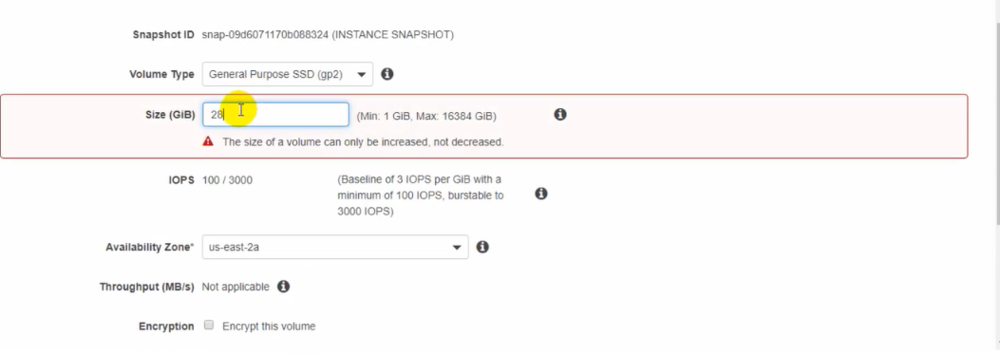 Snapshot ID snap-09d6071170b088324 (INSTANCE SNAPSHOT)
Volume Type General Purpose SSD (gp2)
Size (GiB) 28 (Min: 1 GiB, Max: 16384 GiB)
The size of a volume can only be increased, not decreased.
IOPS 100 / 3000 (Baseline of 3 IOPS per GiB with a
minimum of 100 IOPS, burstable to
3000 IOPS)
Availability Zone* us-east-2a
Throughput (MB/s) Not applicable
Encryption Encrypt this volume